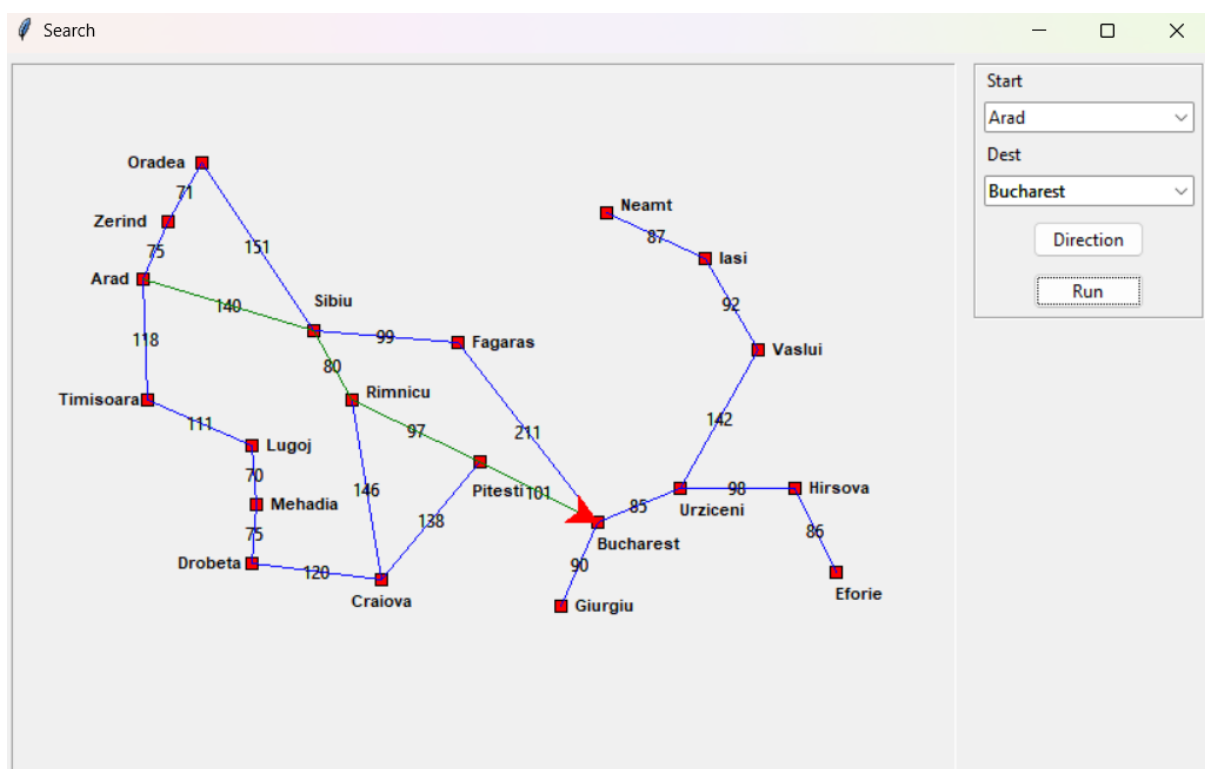 Search
Start
Arad
Dest
Bucharest
Direction
Run
Oradea
71
Zerind
75
151
Arad
140
Sibiu
118
99
Fagaras
80
Rimnicu
Timisoara
111
97
211
Lugoj
70
146
Pitesti
101
Mehadia
75
138
Drobeta
120
Craiova
Neamt
87
Iasi
92
Vaslui
142
85
98
Hirsova
Urziceni
86
Bucharest
90
Giurgiu
Eforie